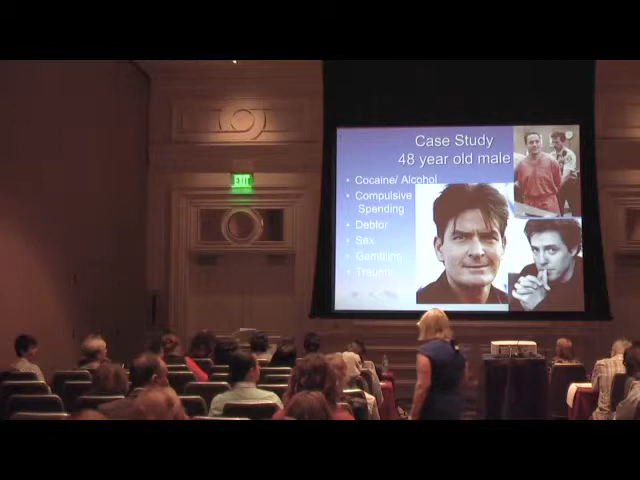 EXIT
Case Study
48 year old male
• Cocaine/ Alcohol
• Compulsive
Spending
• Debtor
• Sex
• Gambling
• Trauma